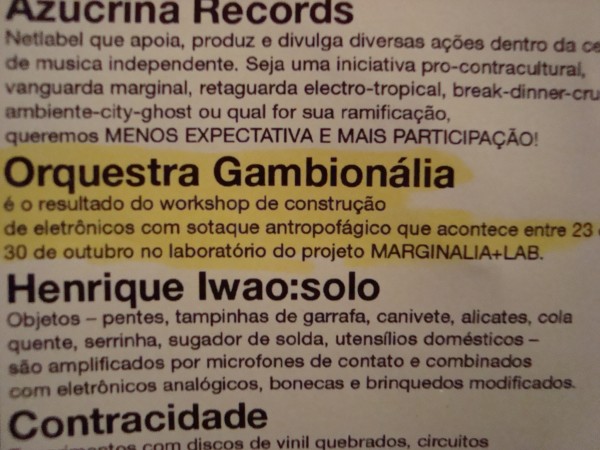 Azucrina Records
Netlabel que apoia, produz e divulga diversas ações dentro da
de musica independente. Seja uma iniciativa pro-contracultural,
vanguarda marginal, retaguarda electro-tropical,
ambiente-city-ghost ou qual for sua ramificação,
queremos MENOS EXPECTATIVA E MAIS PARTICIPAÇÃO!
Orquestra Gambionália
é o resultado do workshop de construção
de eletrônicos com sotaque antropofágico que acontece entre 23
30 de outubro no laboratório do projeto MARGINALIA+LAB.
Henrique Iwao:solo
Objetos – pentes, tampinhas de garrafa, canivete, alicates, cola
quente, serrinha, sugador de solda, utensílios domésticos –
são amplificados por microfones de contato e combinados
com eletrônicos analógicos, bonecas e brinquedos modificados.
Contracidade
com discos de vinil quebrados, circuitos